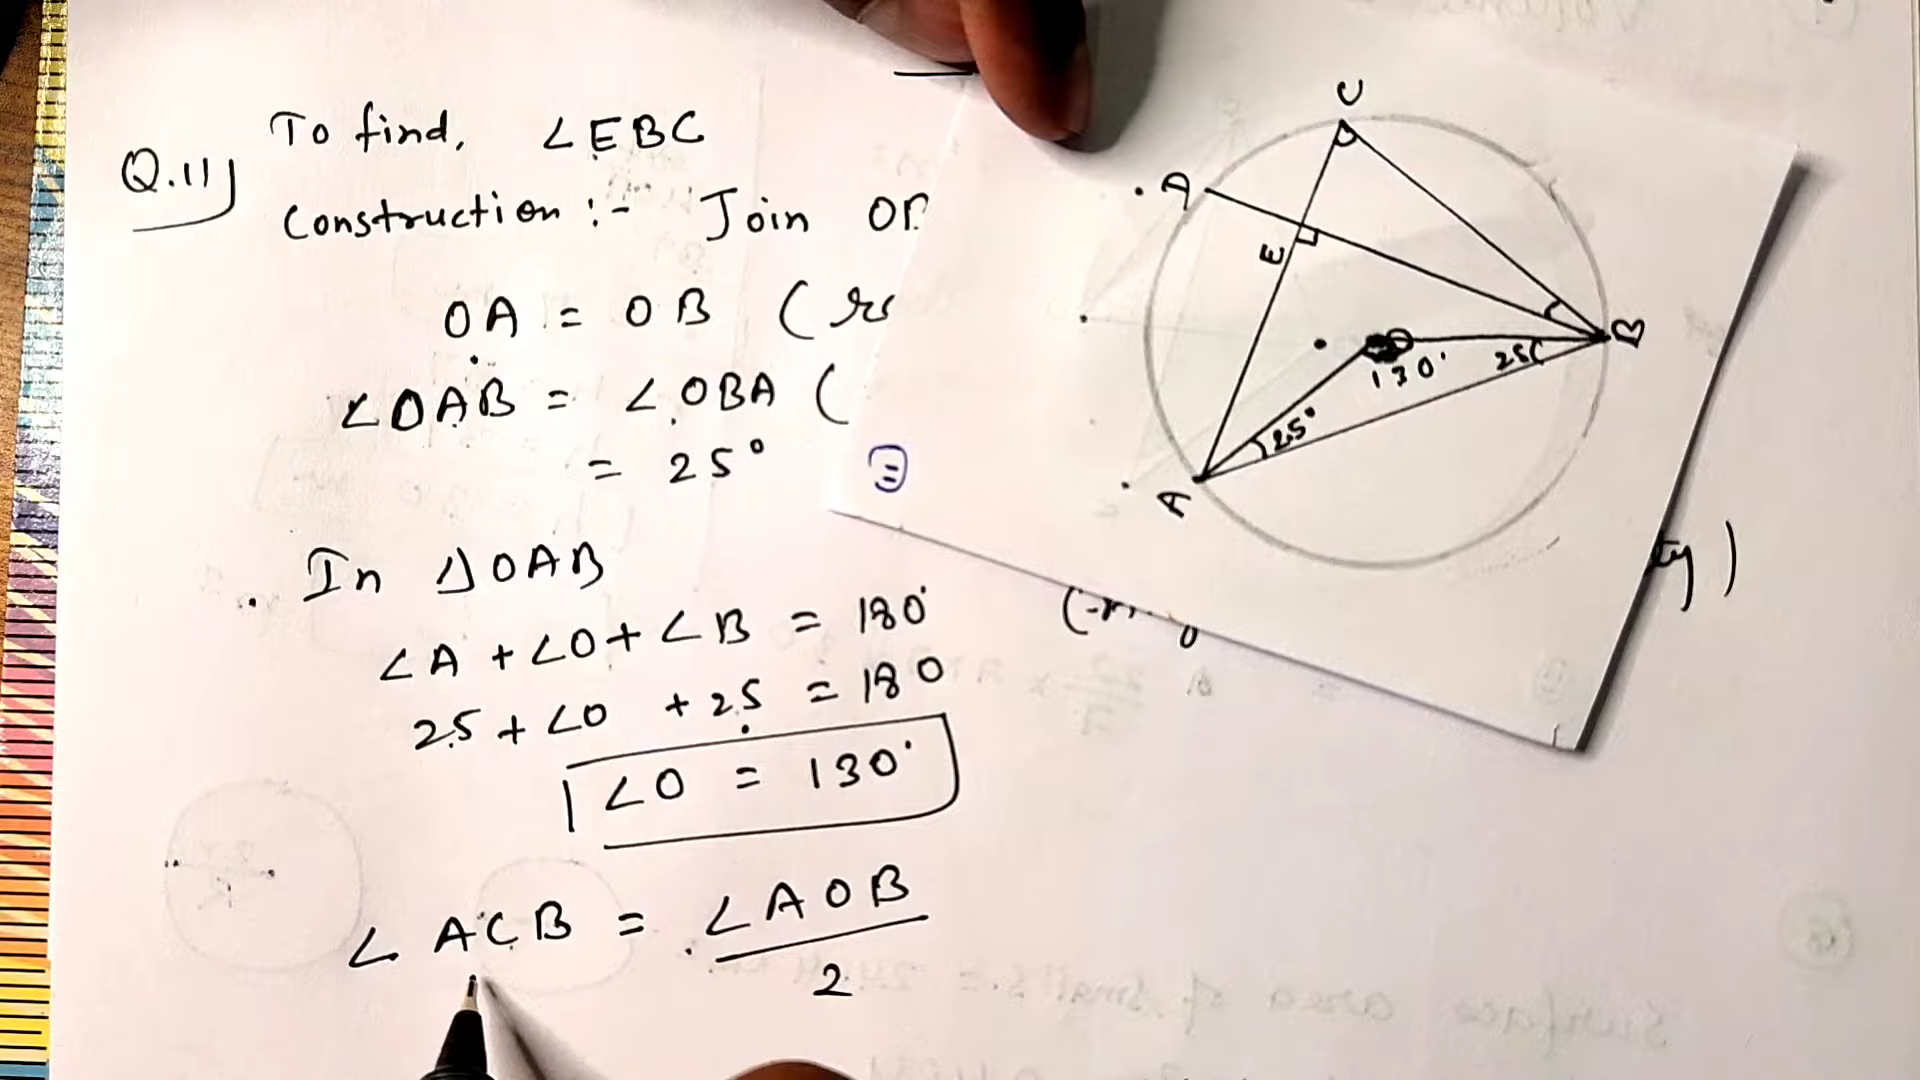 Q.11)
To find, ∠EBC
Construction :- Join
OA = OB (
∠OAB = ∠OBA (
= 25°
In △OAB
∠A + ∠O + ∠B = 180°
25 + ∠O + 25 = 180
∠O = 130°
∠ACB = ∠AOB
2
C
A
E
B
130°
25
25°
A